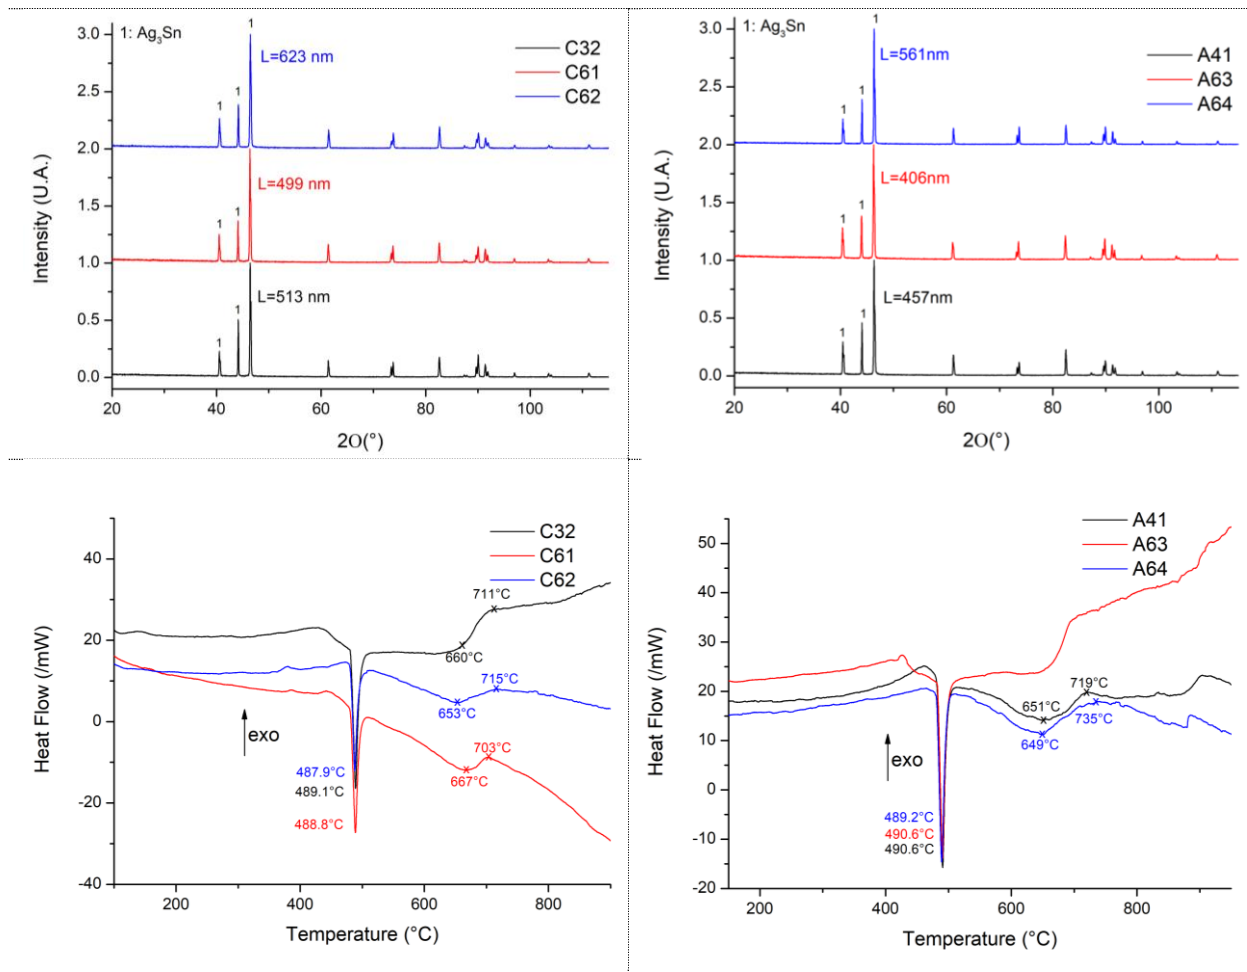 1: Ag₃Sn
C32
C61
C62
L=623 nm
L=499 nm
L=513 nm
1
1
1
1
1
1
1
1
1
3.0
2.5
2.0
1.5
1.0
0.5
0.0
Intensity (U.A.)
20
40
60
80
100
2O(°)
1: Ag₃Sn
A41
A63
A64
L=561nm
L=406nm
L=457nm
1
1
1
1
1
1
1
1
1
3.0
2.5
2.0
1.5
1.0
0.5
0.0
Intensity (U.A.)
20
40
60
80
100
2O(°)
C32
C61
C62
711°C
660°C
715°C
653°C
703°C
667°C
exo
487.9°C
489.1°C
488.8°C
40
20
0
-20
-40
Heat Flow (/mW)
200
400
600
800
Temperature (°C)
A41
A63
A64
719°C
651°C
735°C
649°C
exo
489.2°C
490.6°C
490.6°C
50
40
30
20
10
0
-10
-20
Heat Flow (/mW)
200
400
600
800
Temperature (°C)